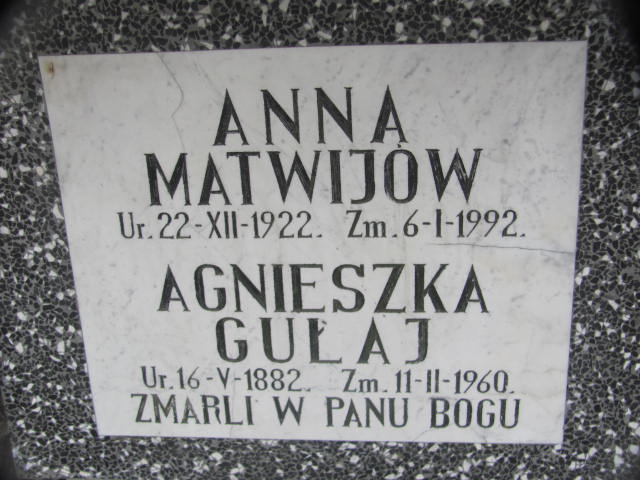 ANNA
MATWIJÓW
Ur. 22-XII-1922. Zm. 6-I-1992.
AGNIESZKA
GUŁAJ
Ur. 16-V-1882. Zm. 11-II-1960.
ZMARLI W PANU BOGU